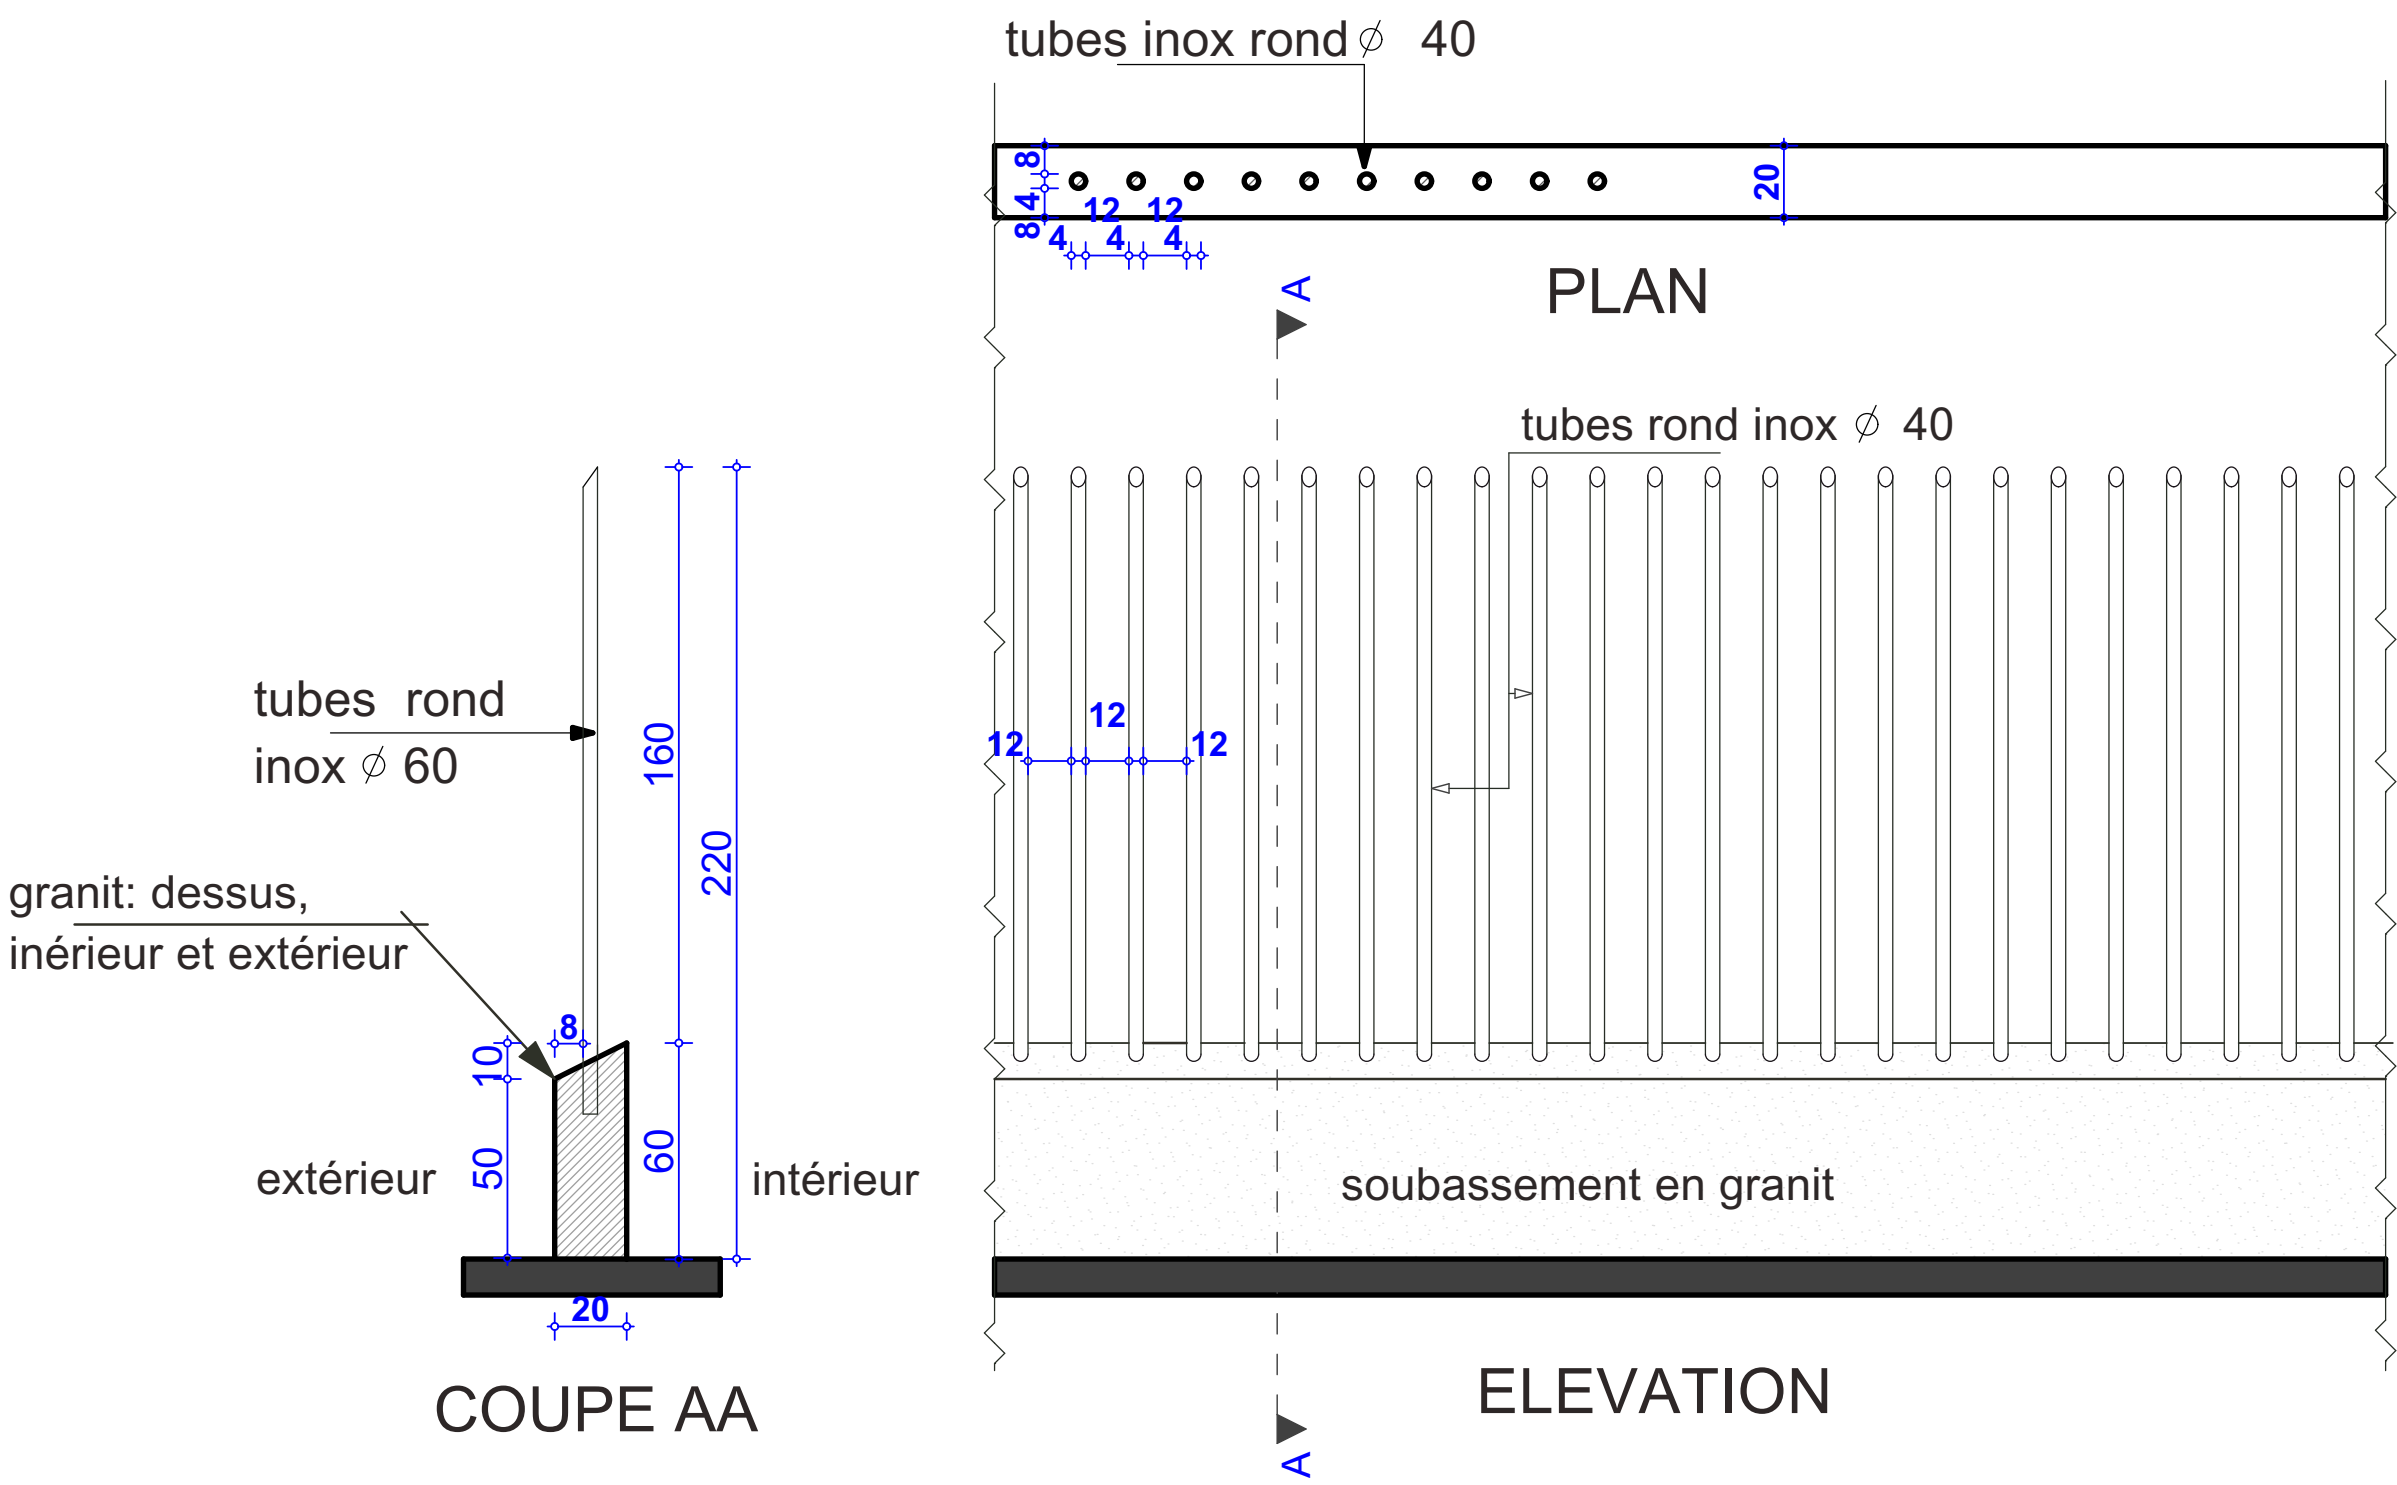 tubes inox rond ∅ 40
8
4
8
12 12
4 4 4
20
PLAN
A
tubes rond inox ∅ 40
12
12
12
tubes rond
inox ∅ 60
160
220
granit: dessus,
inérieur et extérieur
8
10
50
60
extérieur
intérieur
soubassement en granit
20
COUPE AA
ELEVATION
A